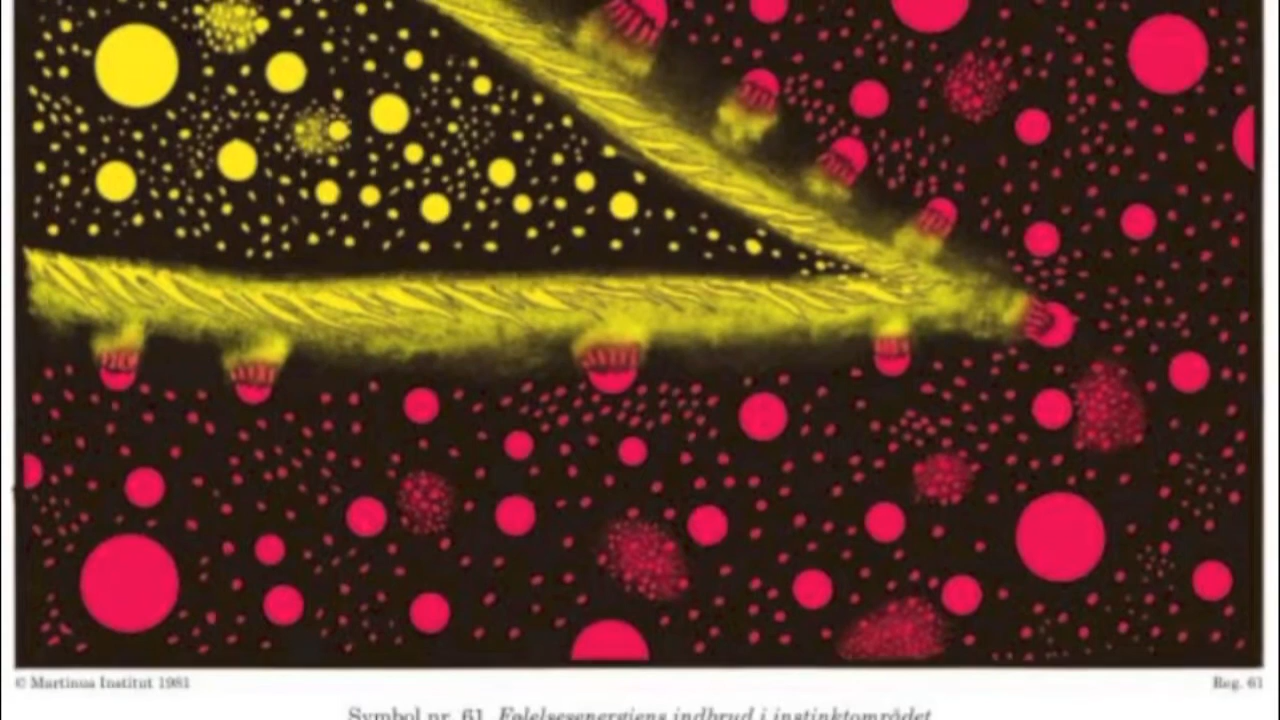 © Martinus Institut 1981
Reg. 61
Symbol nr. 61 Følelsesenergiens indbrud i instinktområdet